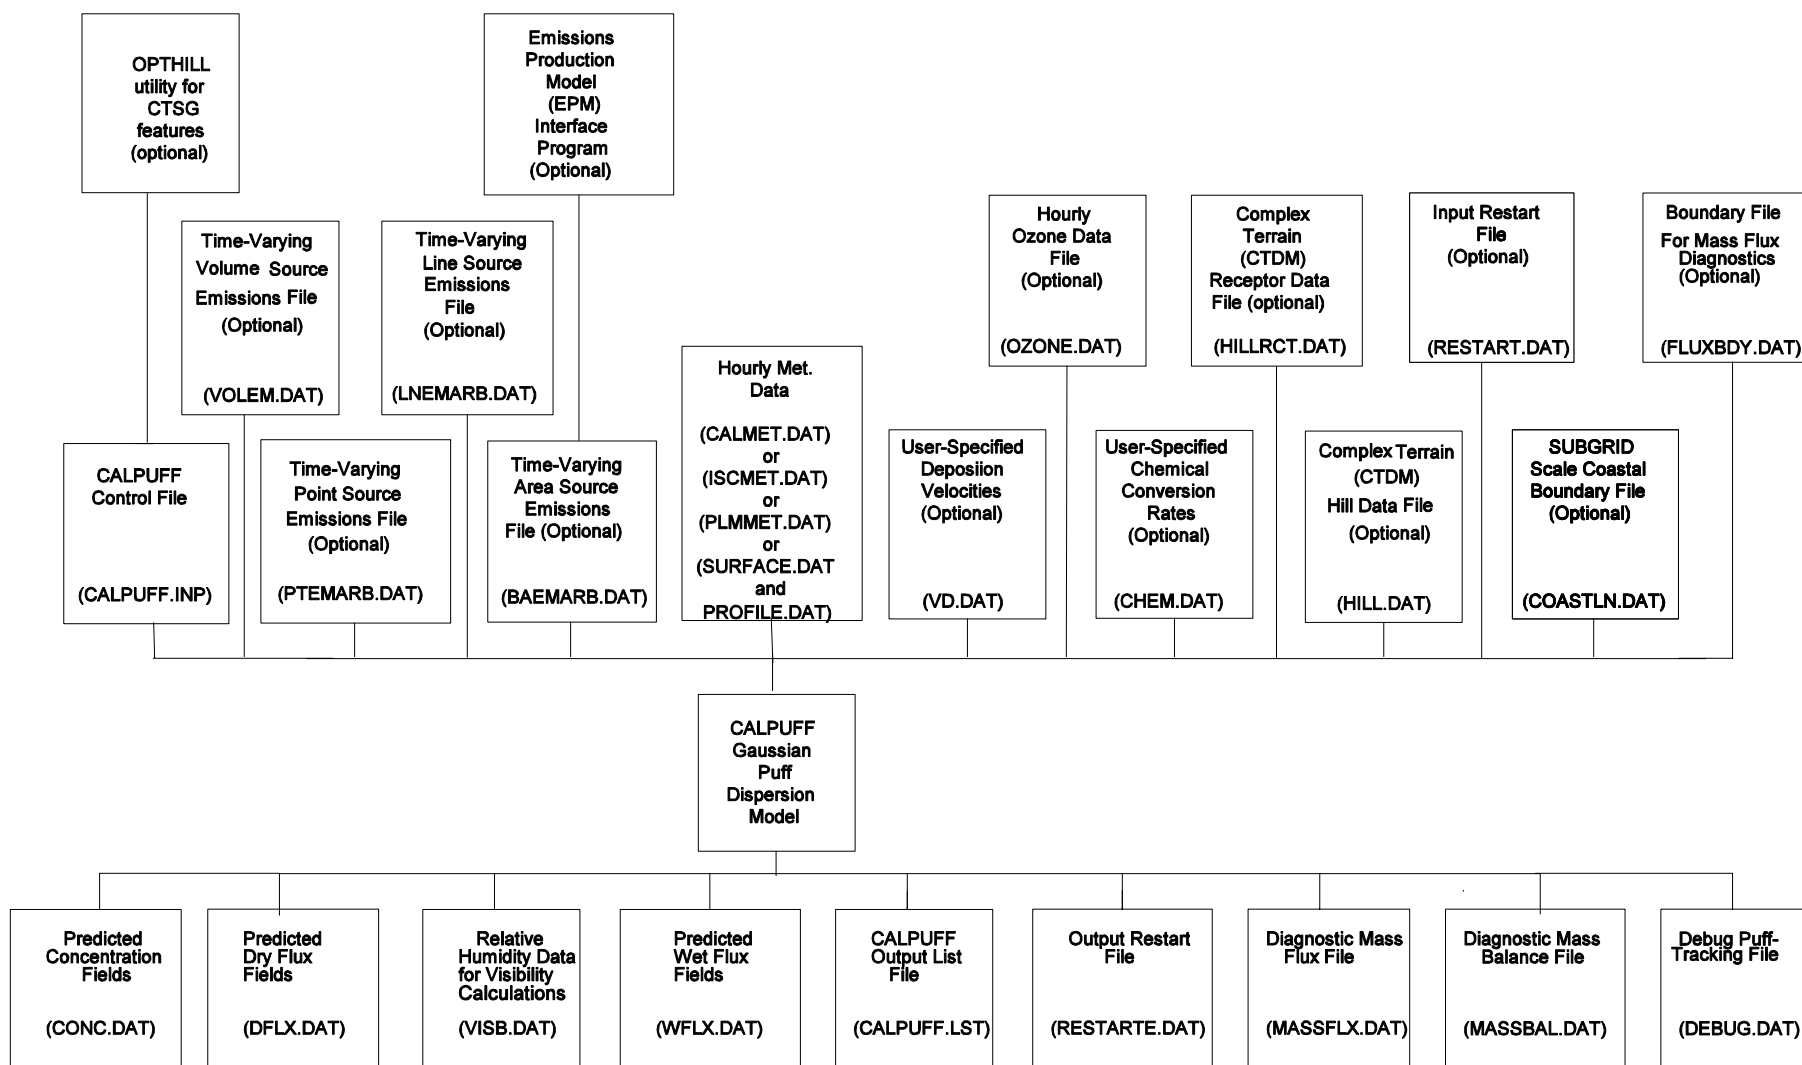 OPTHILL
utility for
CTSG
features
(optional)
Emissions
Production
Model
(EPM)
Interface
Program
(Optional)
Time-Varying
Volume Source
Emissions File
(Optional)
(VOLEM.DAT)
Time-Varying
Line Source
Emissions
File
(Optional)
(LNEMARB.DAT)
Hourly
Ozone Data
File
(Optional)
(OZONE.DAT)
Complex
Terrain
(CTDM)
Receptor Data
File (optional)
(HILLRCT.DAT)
Input Restart
File
(Optional)
(RESTART.DAT)
Boundary File
For Mass Flux
Diagnostics
(Optional)
(FLUXBDY.DAT)
CALPUFF
Control File
(CALPUFF.INP)
Time-Varying
Point Source
Emissions File
(Optional)
(PTEMARB.DAT)
Time-Varying
Area Source
Emissions
File (Optional)
(BAEMARB.DAT)
Hourly Met.
Data
(CALMET.DAT)
or
(ISCMET.DAT)
or
(PLMMET.DAT)
or
(SURFACE.DAT
and
PROFILE.DAT)
User-Specified
Deposiion
Velocities
(Optional)
(VD.DAT)
User-Specified
Chemical
Conversion
Rates
(Optional)
(CHEM.DAT)
Complex Terrain
(CTDM)
Hill Data File
(Optional)
(HILL.DAT)
SUBGRID
Scale Coastal
Boundary File
(Optional)
(COASTLN.DAT)
CALPUFF
Gaussian
Puff
Dispersion
Model
Predicted
Concentration
Fields
(CONC.DAT)
Predicted
Dry Flux
Fields
(DFLX.DAT)
Relative
Humidity Data
for Visibility
Calculations
(VISB.DAT)
Predicted
Wet Flux
Fields
(WFLX.DAT)
CALPUFF
Output List
File
(CALPUFF.LST)
Output Restart
File
(RESTARTE.DAT)
Diagnostic Mass
Flux File
(MASSFLX.DAT)
Diagnostic Mass
Balance File
(MASSBAL.DAT)
Debug Puff-
Tracking File
(DEBUG.DAT)